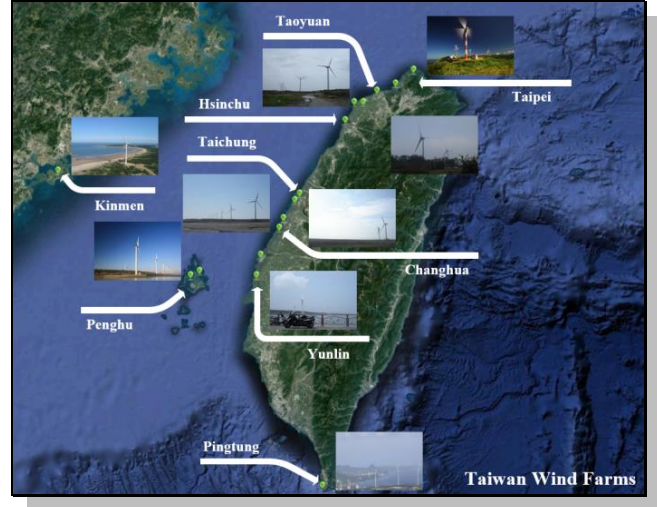 Taoyuan
Taipei
Hsinchu
Taichung
Kinmen
Changhua
Penghu
Yunlin
Pingtung
Taiwan Wind Farms